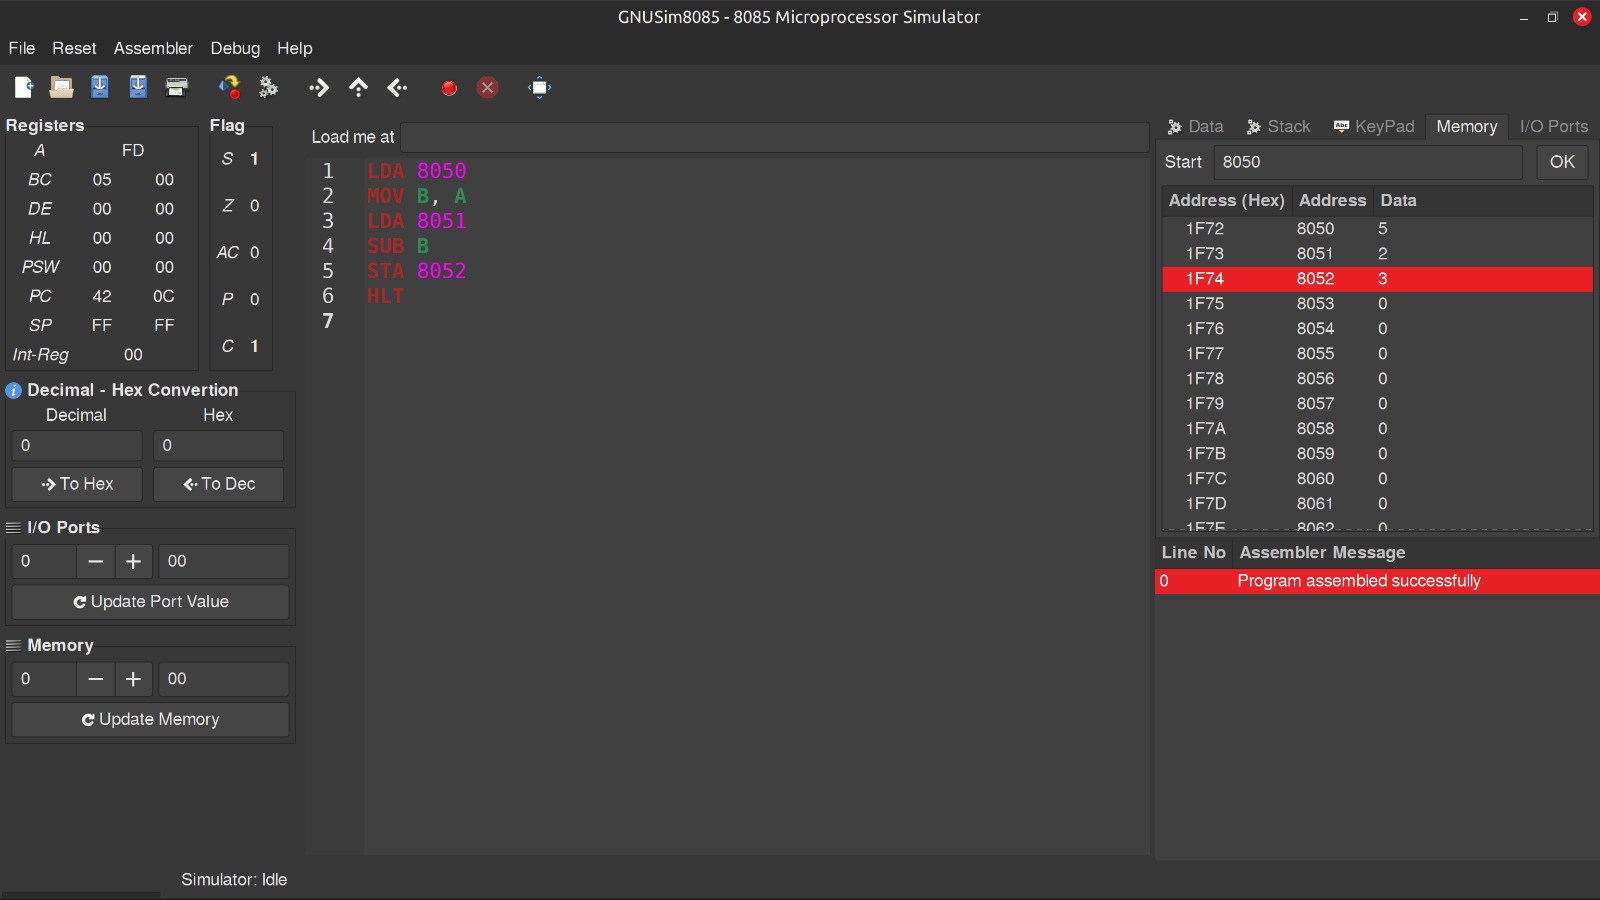 GNUSim8085 - 8085 Microprocessor Simulator
File Reset Assembler Debug Help
Registers
A FD
BC 05 00
DE 00 00
HL 00 00
PSW 00 00
PC 42 0C
SP FF FF
Int-Reg 00
Flag
S 1
Z 0
AC 0
P 0
C 1
Decimal - Hex Convertion
Decimal Hex
0 0
To Hex To Dec
I/O Ports
0 − + 00
Update Port Value
Memory
0 − + 00
Update Memory
Load me at
1 LDA 8050
2 MOV B, A
3 LDA 8051
4 SUB B
5 STA 8052
6 HLT
7
Data Stack Abc KeyPad Memory I/O Ports
Start 8050 OK
Address (Hex) Address Data
1F72 8050 5
1F73 8051 2
1F74 8052 3
1F75 8053 0
1F76 8054 0
1F77 8055 0
1F78 8056 0
1F79 8057 0
1F7A 8058 0
1F7B 8059 0
1F7C 8060 0
1F7D 8061 0
1F7E 8062 0
Line No Assembler Message
0 Program assembled successfully
Simulator: Idle